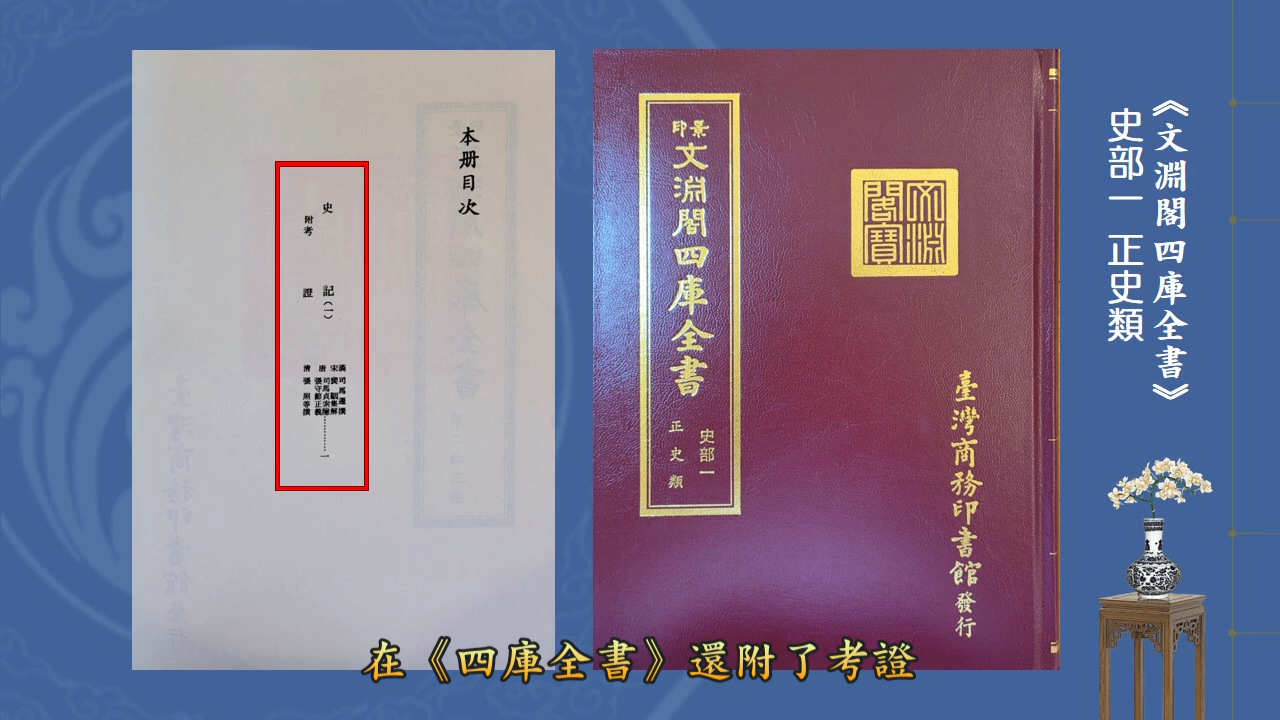 《文淵閣四庫全書》
史部一 正史類
景印
文淵閣四庫全書
史部一
正史類
文淵閣寶
臺灣商務印書館發行
本册目次
史記(一)
附考證
漢 司馬遷撰
宋 裴駰集解
唐 司馬貞索隱
張守節正義
清 張照等撰
一
在《四庫全書》還附了考證